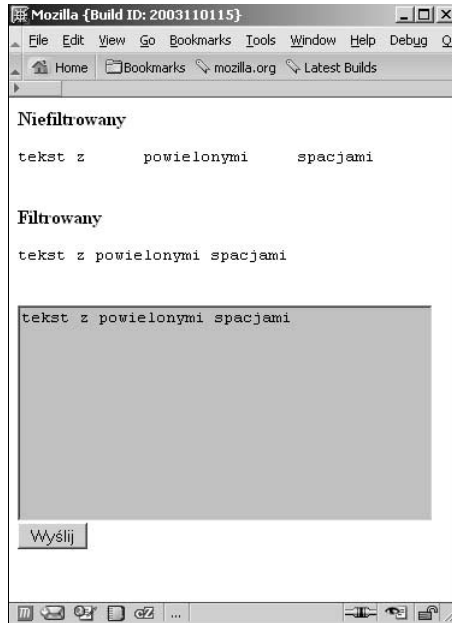 Mozilla {Build ID: 2003110115}
File Edit View Go Bookmarks Tools Window Help Debug Q
Home Bookmarks mozilla.org Latest Builds
Niefiltrowany
tekst z      powielonymi     spacjami
Filtrowany
tekst z powielonymi spacjami
tekst z powielonymi spacjami
Wyślij
...